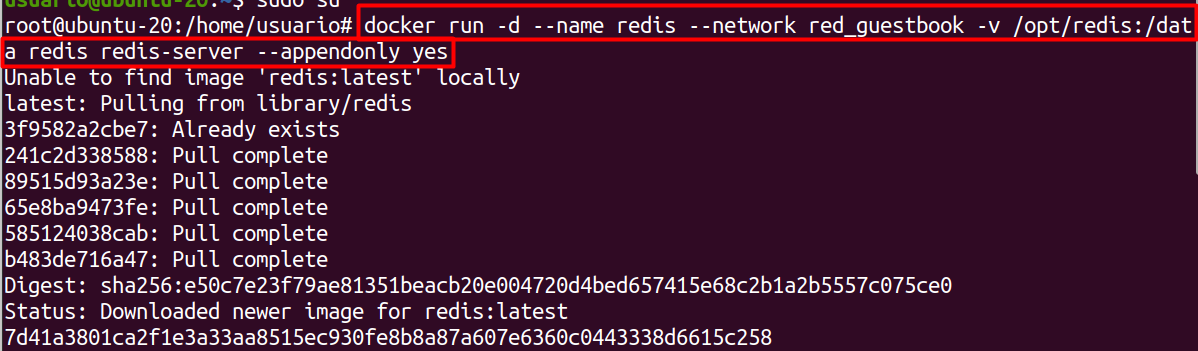 usuario@ubuntu-20:~$ sudo su
root@ubuntu-20:/home/usuario# docker run -d --name redis --network red_guestbook -v /opt/redis:/dat
a redis redis-server --appendonly yes
Unable to find image 'redis:latest' locally
latest: Pulling from library/redis
3f9582a2cbe7: Already exists
241c2d338588: Pull complete
89515d93a23e: Pull complete
65e8ba9473fe: Pull complete
585124038cab: Pull complete
b483de716a47: Pull complete
Digest: sha256:e50c7e23f79ae81351beacb20e004720d4bed657415e68c2b1a2b5557c075ce0
Status: Downloaded newer image for redis:latest
7d41a3801ca2f1e3a33aa8515ec930fe8b8a87a607e6360c0443338d6615c258